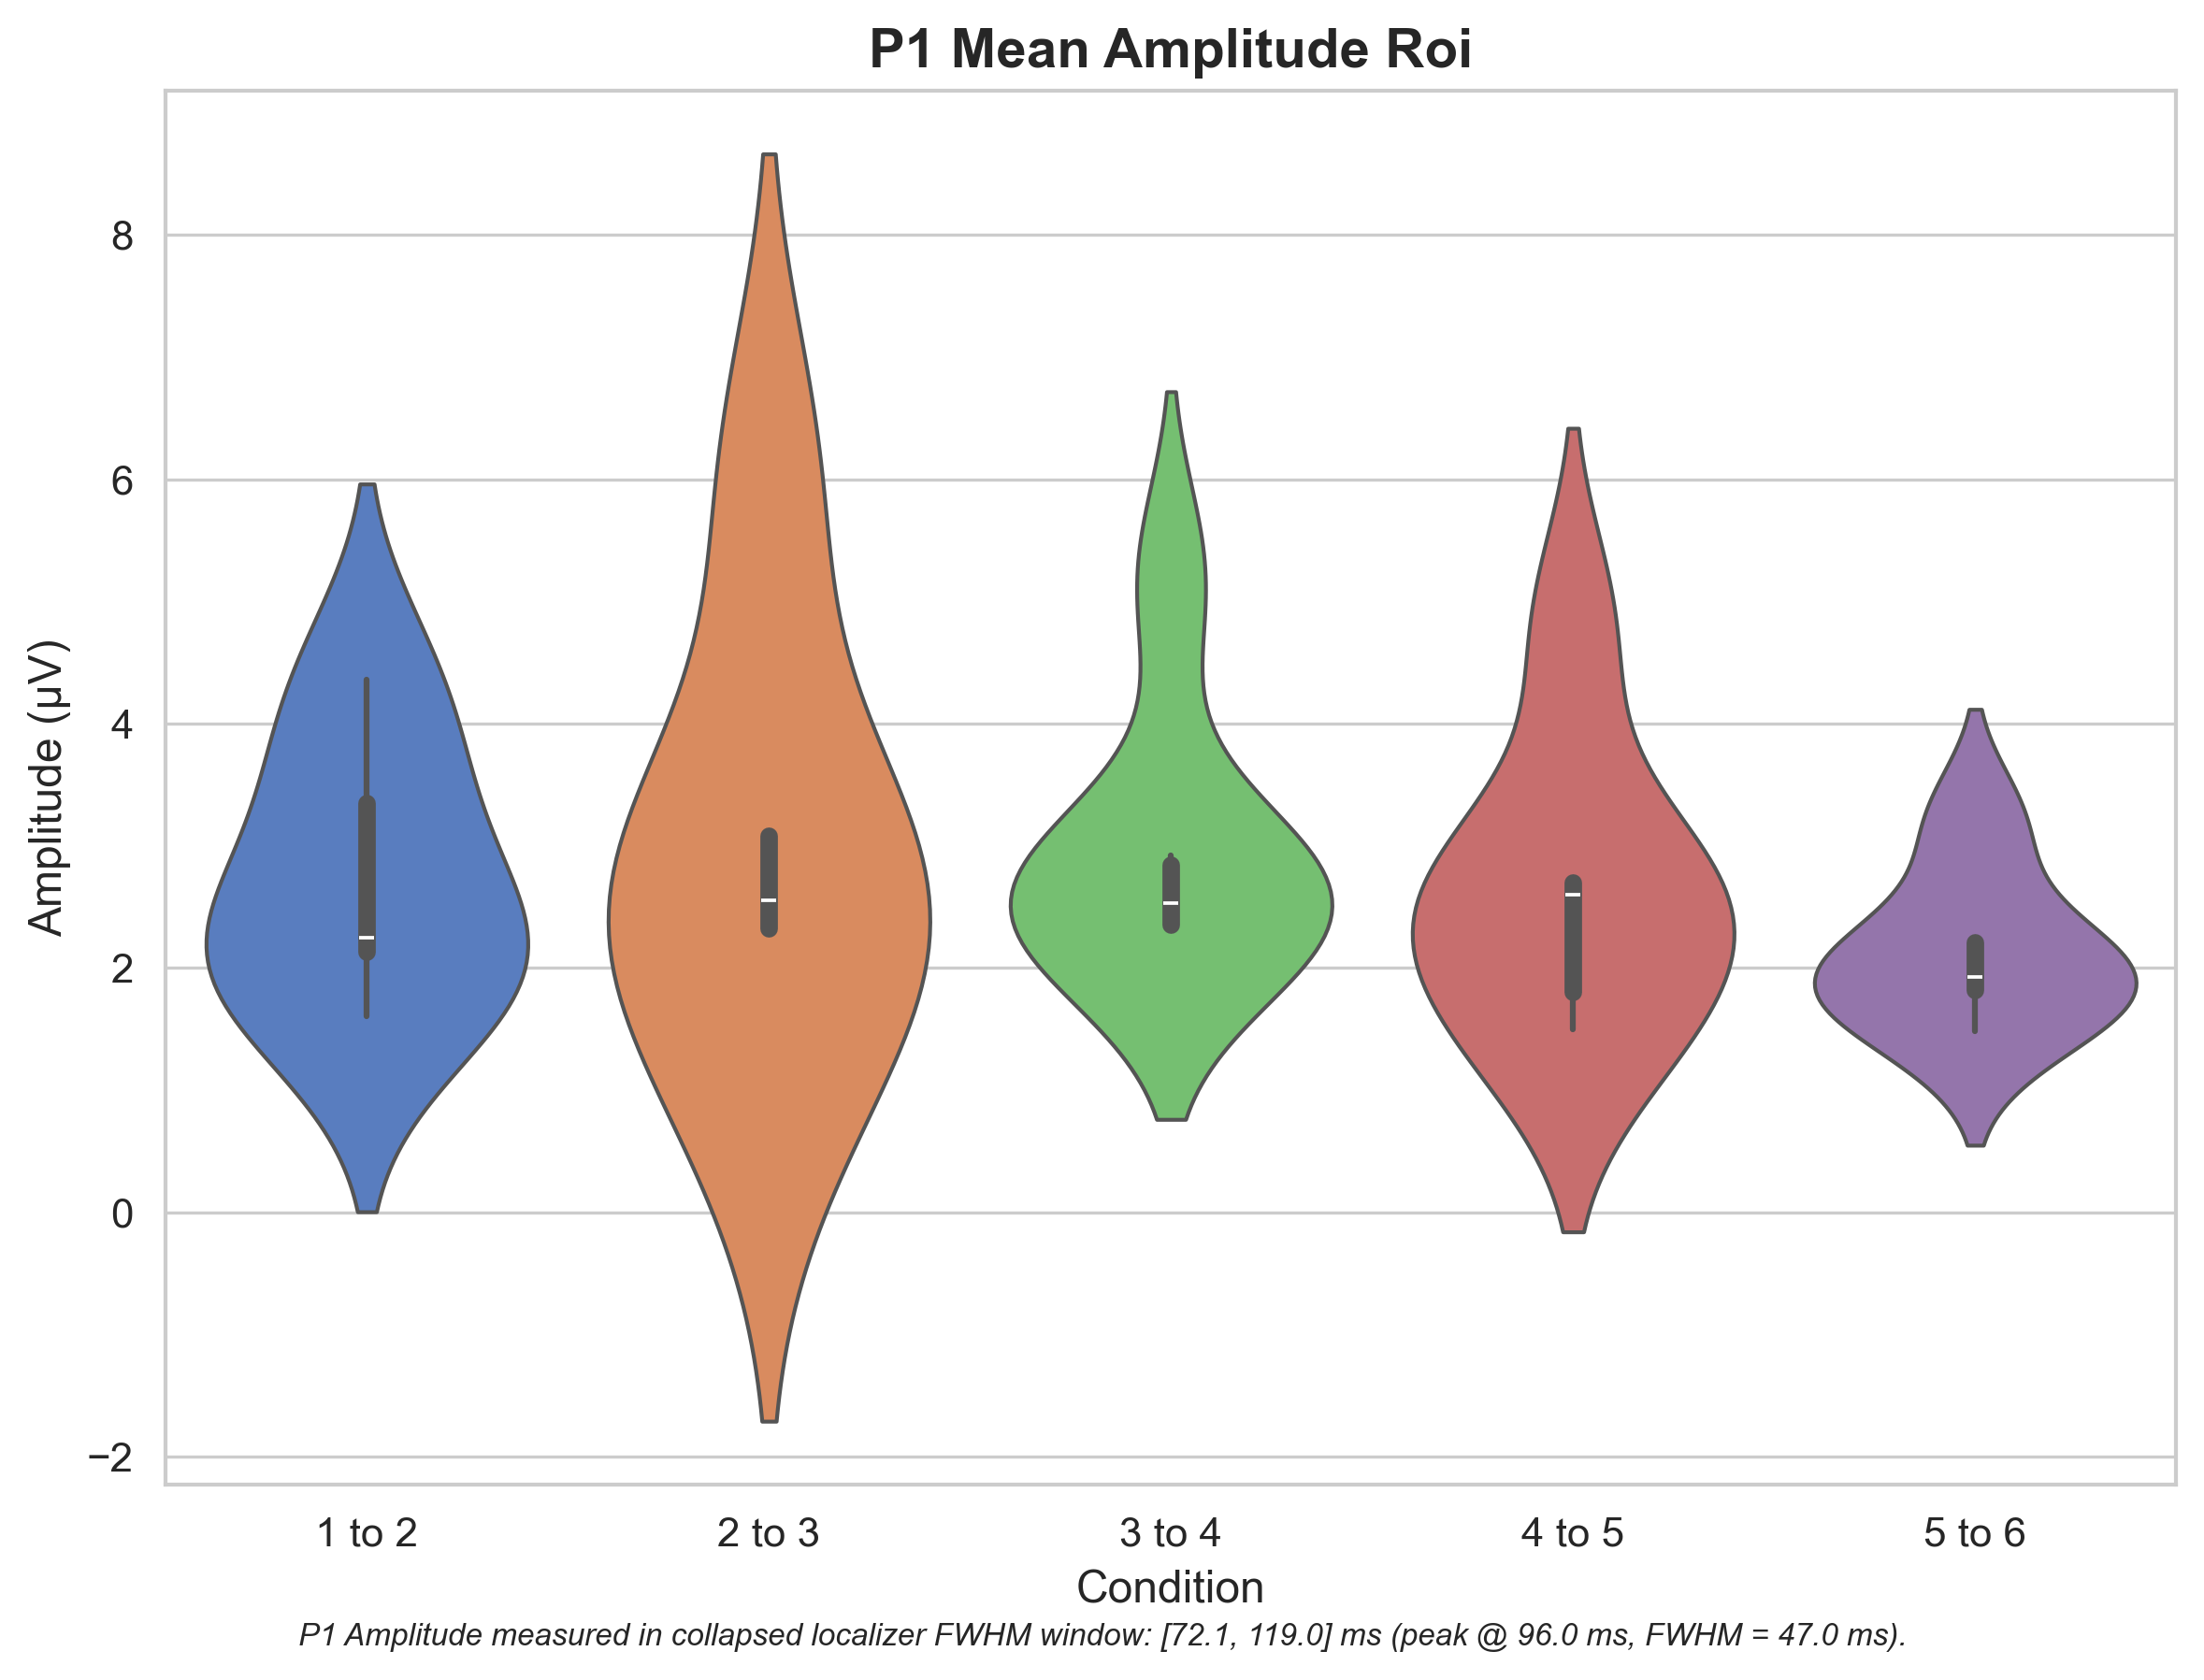 P1 Mean Amplitude Roi
Amplitude (µV)
8
6
4
2
0
−2
1 to 2 2 to 3 3 to 4 4 to 5 5 to 6
Condition
P1 Amplitude measured in collapsed localizer FWHM window: [72.1, 119.0] ms (peak @ 96.0 ms, FWHM = 47.0 ms).